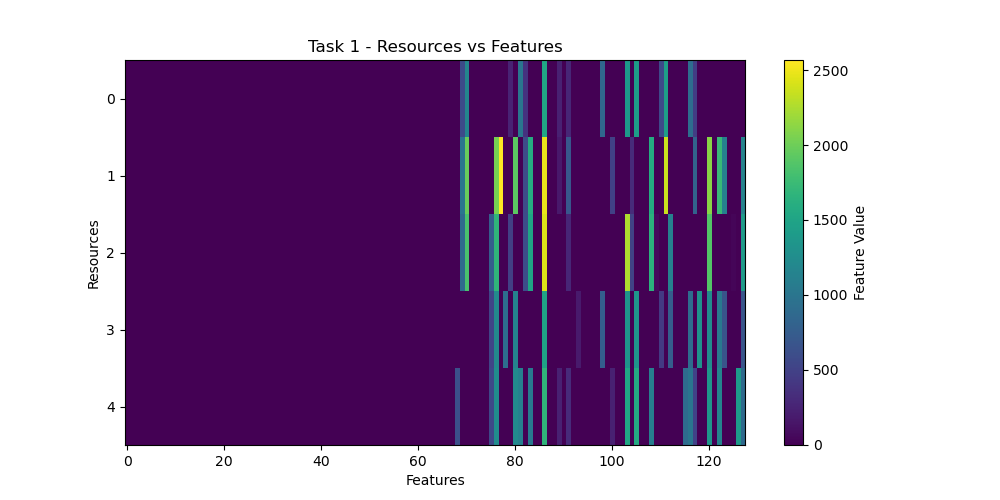 Task 1 - Resources vs Features
Resources
0
1
2
3
4
0 20 40 60 80 100 120
Features
2500
2000
1500
1000
500
0
Feature Value